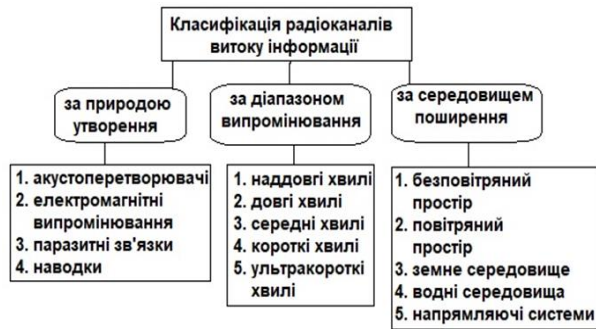 Класифікація радіоканалів
витоку інформації
за природою
утворення
за діапазоном
випромінювання
за середовищем
поширення
1. акустоперетворювачі
2. електромагнітні
випромінювання
3. паразитні зв'язки
4. наводки
1. наддовгі хвилі
2. довгі хвилі
3. середні хвилі
4. короткі хвилі
5. ультракороткі
хвилі
1. безповітряний
простір
2. повітряний
простір
3. земне середовище
4. водні середовища
5. напрямляючі системи